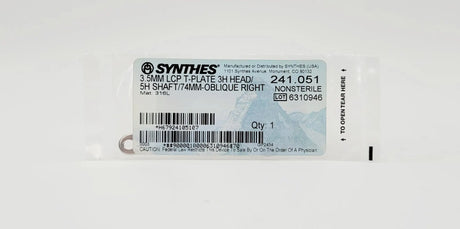 SYNTHES®
Manufactured or Distributed by SYNTHES (USA)
1101 Synthes Avenue Monument, CO 80132
3.5MM LCP T-PLATE 3H HEAD/
5H SHAFT/74MM-OBLIQUE RIGHT
Mat. 316L
241.051
NONSTERILE
LOT 6310946
*H67924105107
Qty: 1
CAUTION: Federal Law Restricts This Device To Sale By Or On The Order Of A Physician.
TO OPEN TEAR HERE